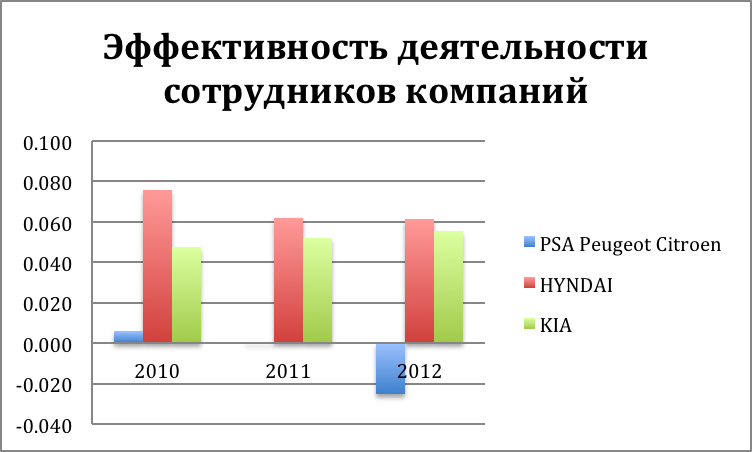 Эффективность деятельности
сотрудников компаний
0.100
0.080
0.060
0.040
0.020
0.000
-0.020
-0.040
2010
2011
2012
PSA Peugeot Citroen
HYNDAI
KIA